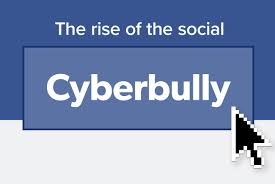 The rise of the social
Cyberbully